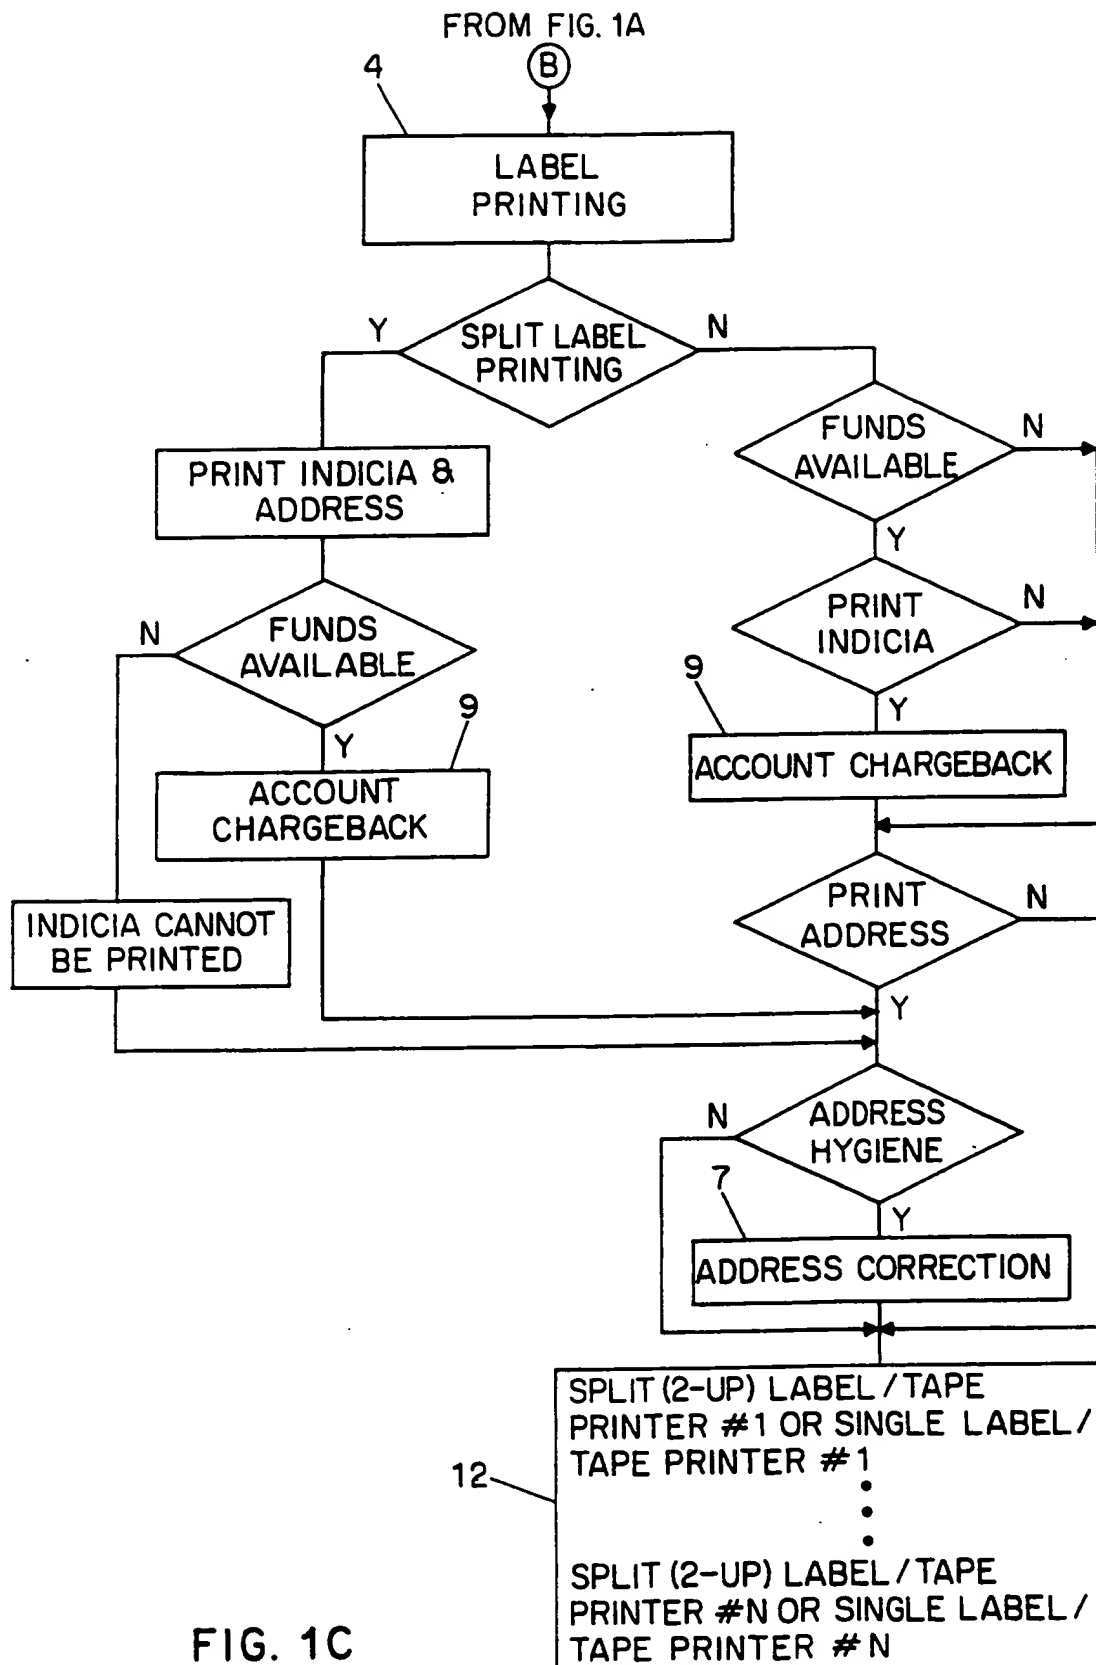 FROM FIG. 1A
B
4
LABEL
PRINTING
Y
SPLIT LABEL
PRINTING
N
PRINT INDICIA &
ADDRESS
FUNDS
AVAILABLE
N
Y
N
FUNDS
AVAILABLE
PRINT
INDICIA
N
9
Y
9
Y
ACCOUNT
CHARGEBACK
ACCOUNT CHARGEBACK
INDICIA CANNOT
BE PRINTED
PRINT
ADDRESS
N
Y
N
ADDRESS
HYGIENE
7
Y
ADDRESS CORRECTION
12
SPLIT (2-UP) LABEL / TAPE
PRINTER #1 OR SINGLE LABEL /
TAPE PRINTER #1
SPLIT (2-UP) LABEL / TAPE
PRINTER #N OR SINGLE LABEL /
TAPE PRINTER #N
FIG. 1C